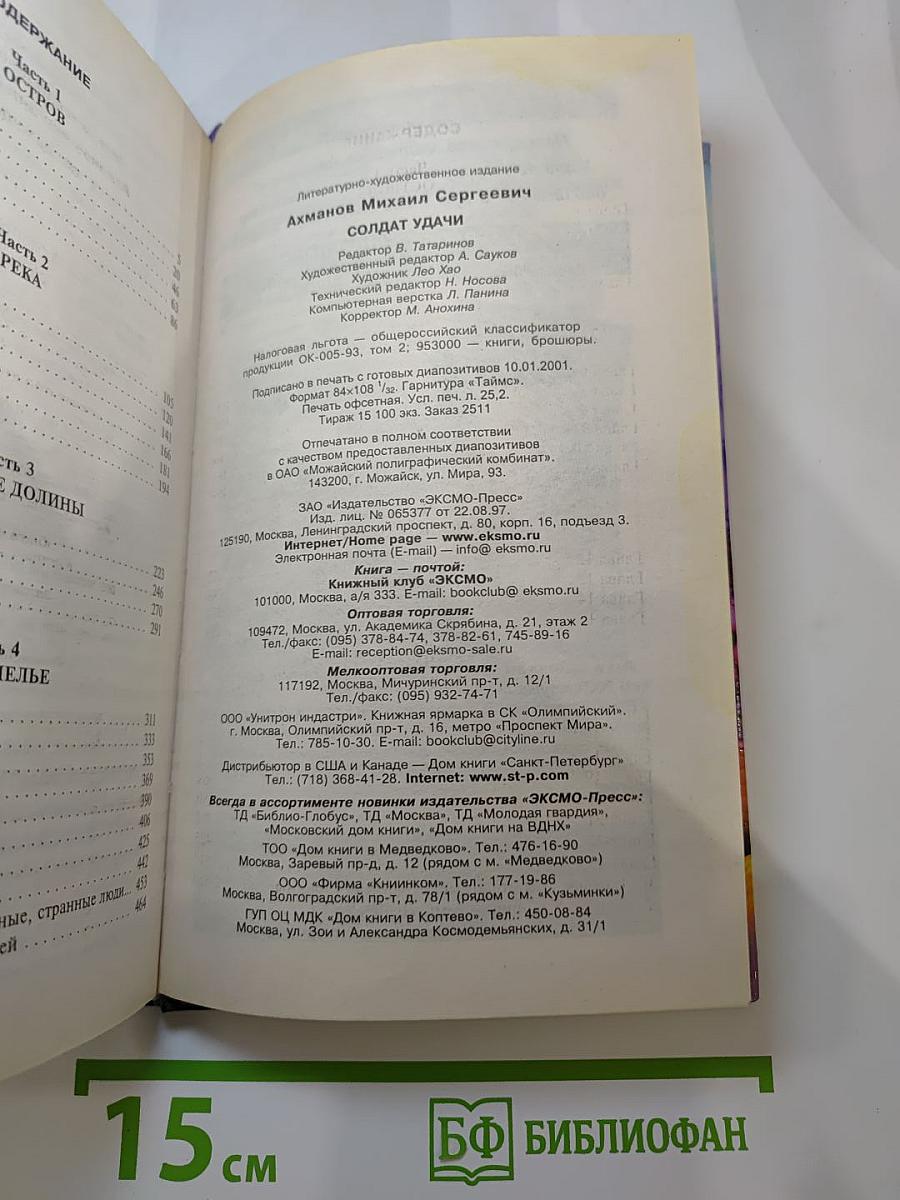 ОДЕРЖАНИЕ
Часть 1
ОСТРОВ
5
20
46
63
86
Часть 2
РЕКА
105
120
141
166
181
194
сть 3
Е ДОЛИНЫ
223
246
270
291
ь 4
ЕЛЬЕ
311
333
353
369
390
406
425
442
ные, странные люди... 453
ей 464
Литературно-художественное издание
Ахманов Михаил Сергеевич
СОЛДАТ УДАЧИ
Редактор В. Татаринов
Художественный редактор А. Сауков
Художник Лео Хао
Технический редактор Н. Носова
Компьютерная верстка Л. Панина
Корректор М. Анохина
Налоговая льгота — общероссийский классификатор
продукции ОК-005-93, том 2; 953000 — книги, брошюры.
Подписано в печать с готовых диапозитивов 10.01.2001.
Формат 84×108 1/32. Гарнитура «Таймс».
Печать офсетная. Усл. печ. л. 25,2.
Тираж 15 100 экз. Заказ 2511
Отпечатано в полном соответствии
с качеством предоставленных диапозитивов
в ОАО «Можайский полиграфический комбинат».
143200, г. Можайск, ул. Мира, 93.
ЗАО «Издательство «ЭКСМО-Пресс»
Изд. лиц. № 065377 от 22.08.97.
125190, Москва, Ленинградский проспект, д. 80, корп. 16, подъезд 3.
Интернет/Home page — www.eksmo.ru
Электронная почта (E-mail) — info@ eksmo.ru
Книга — почтой:
Книжный клуб «ЭКСМО»
101000, Москва, а/я 333. E-mail: bookclub@ eksmo.ru
Оптовая торговля:
109472, Москва, ул. Академика Скрябина, д. 21, этаж 2
Тел./факс: (095) 378-84-74, 378-82-61, 745-89-16
E-mail: reception@eksmo-sale.ru
Мелкооптовая торговля:
117192, Москва, Мичуринский пр-т, д. 12/1
Тел./факс: (095) 932-74-71
ООО «Унитрон индастри». Книжная ярмарка в СК «Олимпийский».
г. Москва, Олимпийский пр-т, д. 16, метро «Проспект Мира».
Тел.: 785-10-30. E-mail: bookclub@cityline.ru
Дистрибьютор в США и Канаде — Дом книги «Санкт-Петербург»
Тел.: (718) 368-41-28. Internet: www.st-p.com
Всегда в ассортименте новинки издательства «ЭКСМО-Пресс»:
ТД «Библио-Глобус», ТД «Москва», ТД «Молодая гвардия»,
«Московский дом книги», «Дом книги на ВДНХ»
ТОО «Дом книги в Медведково». Тел.: 476-16-90
Москва, Заревый пр-д, д. 12 (рядом с м. «Медведково»)
ООО «Фирма «Книинком». Тел.: 177-19-86
Москва, Волгоградский пр-т, д. 78/1 (рядом с м. «Кузьминки»)
ГУП ОЦ МДК «Дом книги в Коптево». Тел.: 450-08-84
Москва, ул. Зои и Александра Космодемьянских, д. 31/1
15 см
БФ БИБЛИОФАН